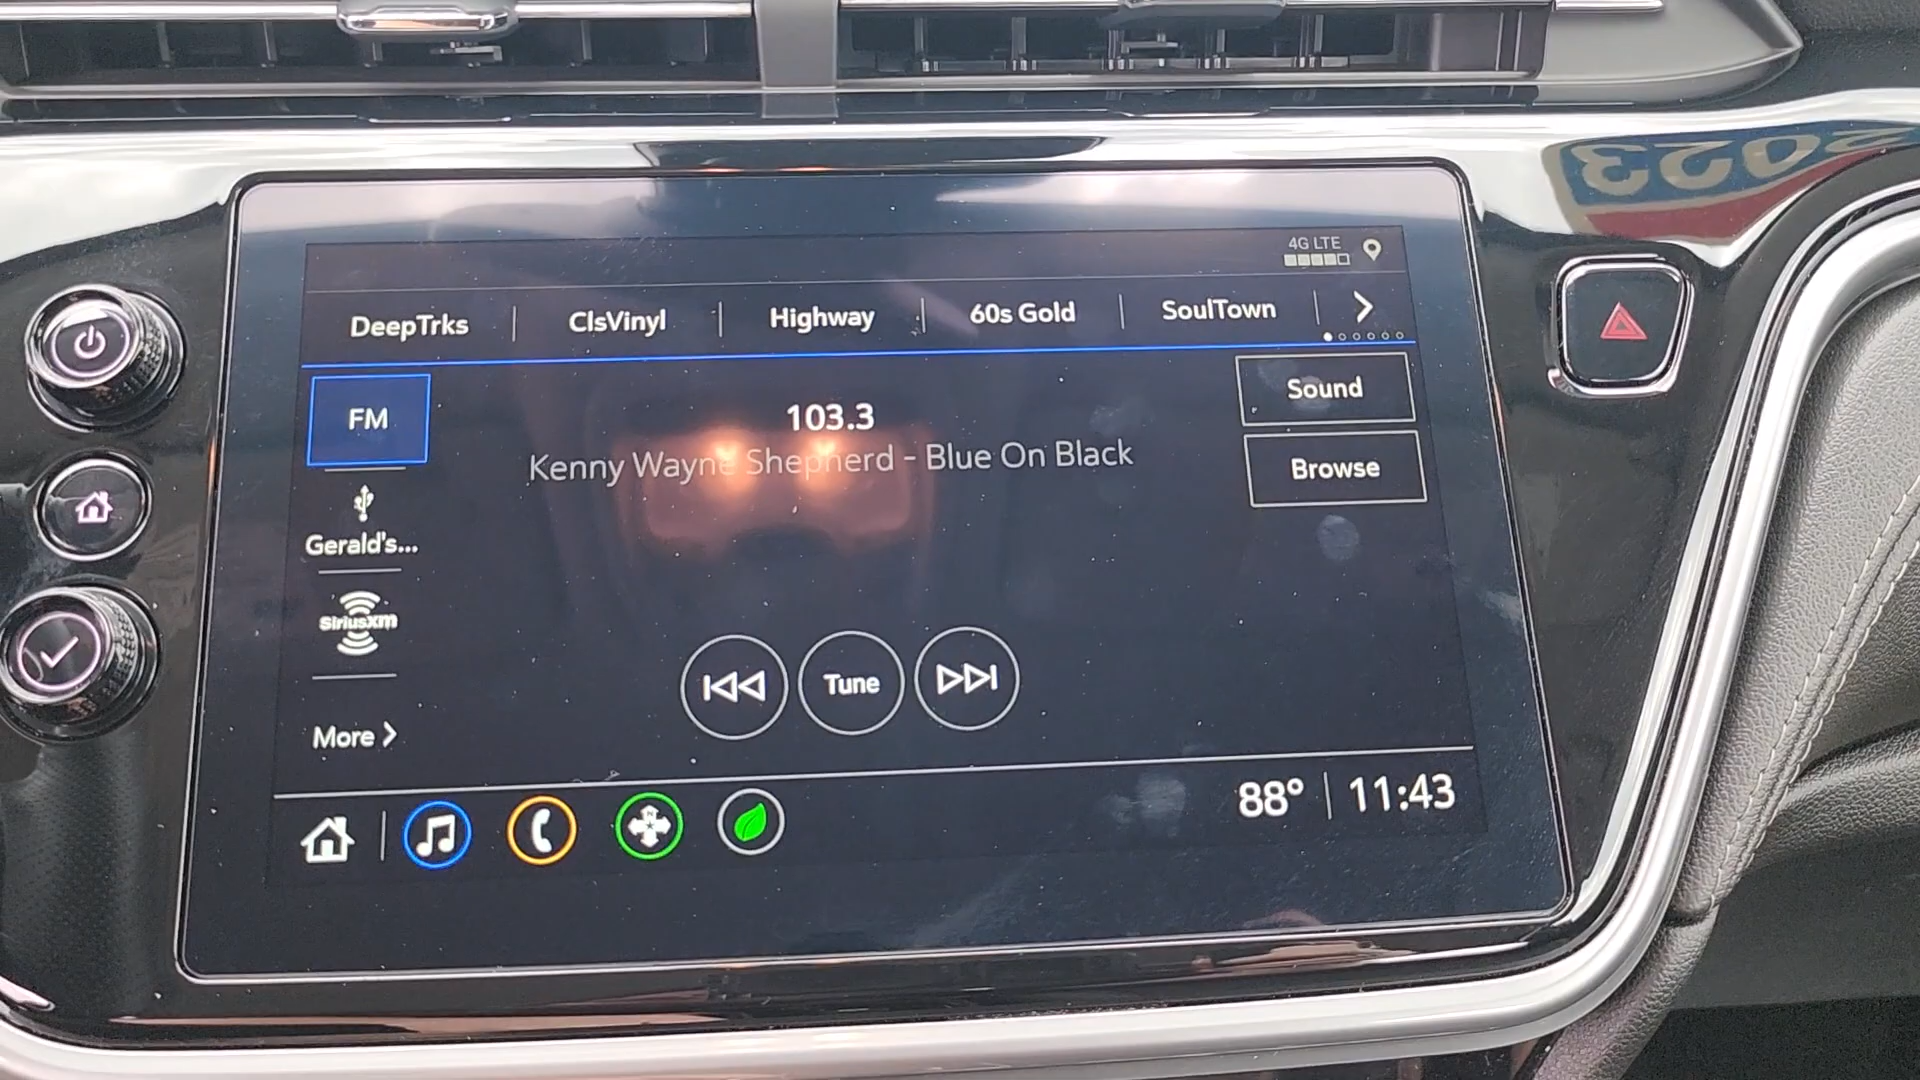 2023
4G LTE
DeepTrks
ClsVinyl
Highway
60s Gold
SoulTown
FM
103.3
Sound
Kenny Wayne Shepherd - Blue On Black
Browse
Gerald's...
SiriusXM
Tune
More
88° 11:43